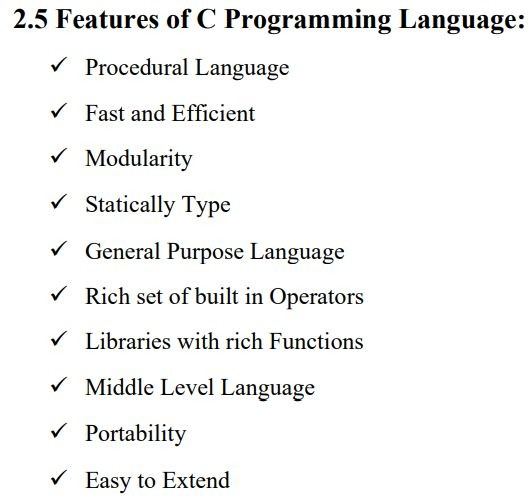 2.5 Features of C Programming Language:
✓ Procedural Language
✓ Fast and Efficient
✓ Modularity
✓ Statically Type
✓ General Purpose Language
✓ Rich set of built in Operators
✓ Libraries with rich Functions
✓ Middle Level Language
✓ Portability
✓ Easy to Extend